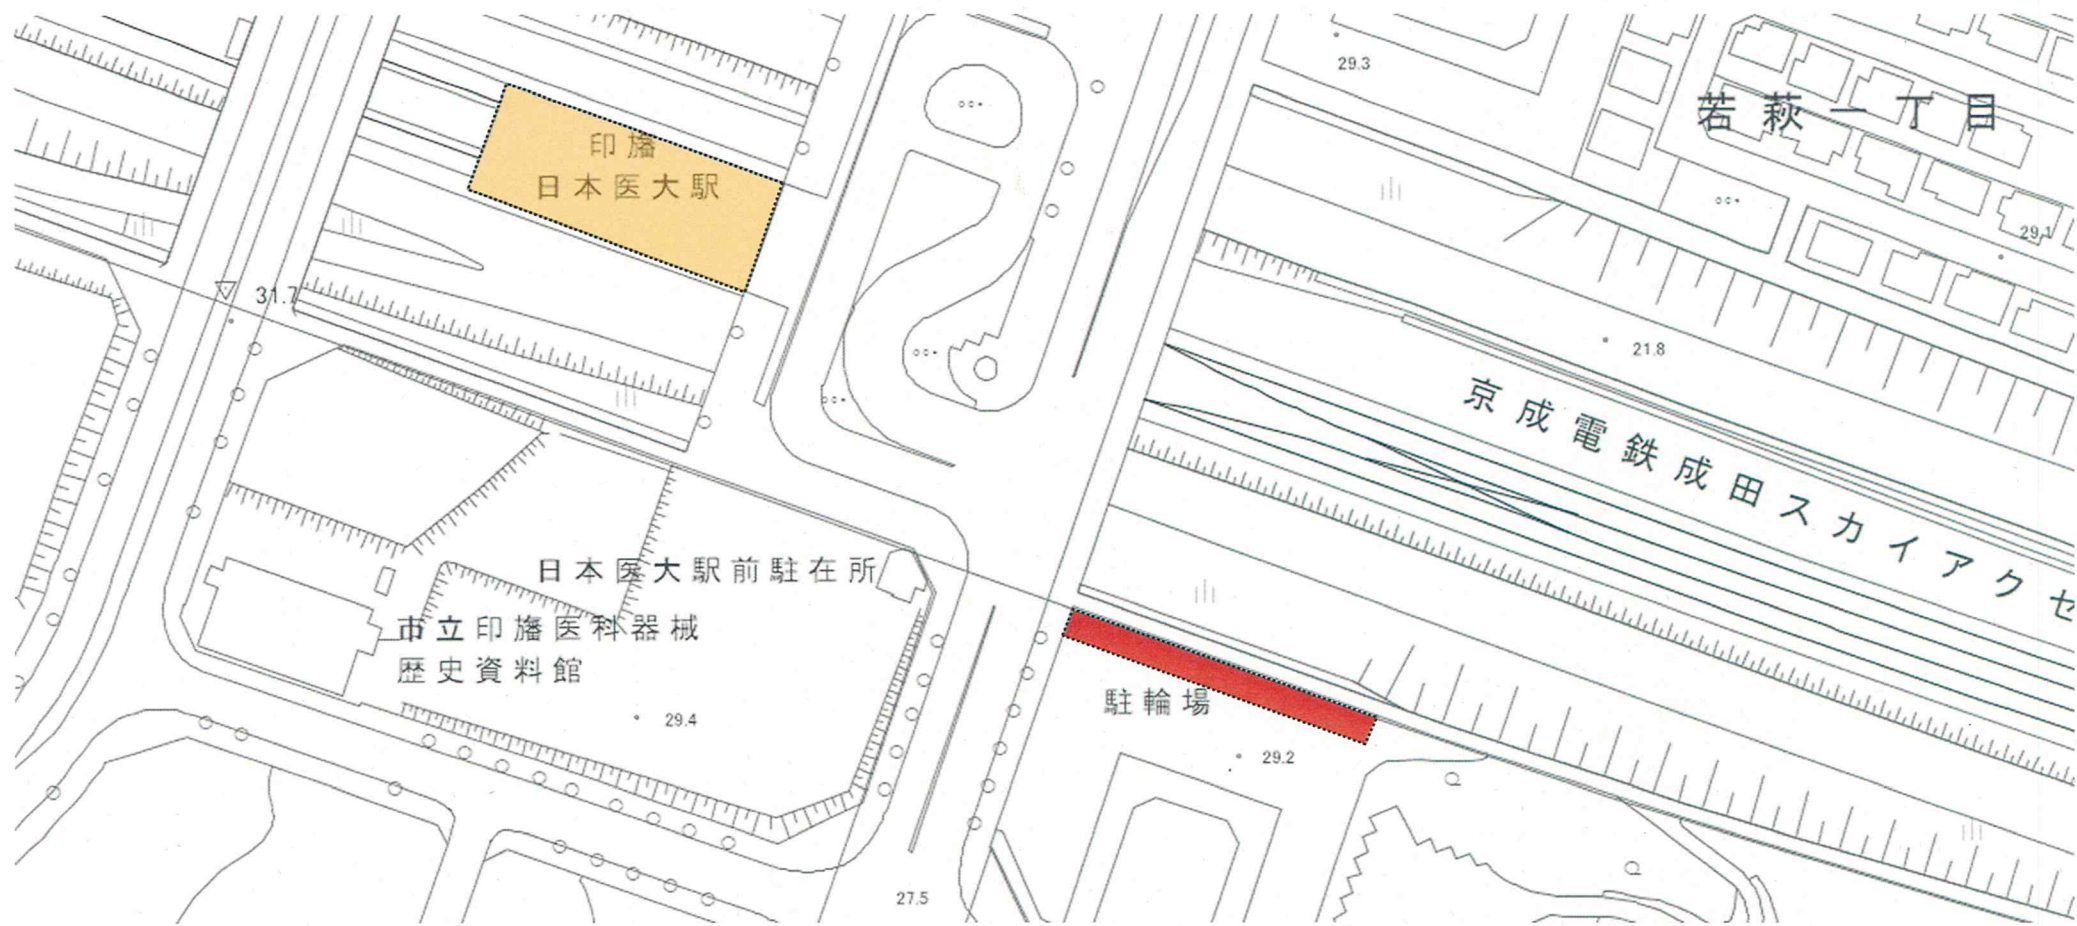 29.3
若萩一丁目
印旛
日本医大駅
29.1
31.7
21.8
京成電鉄成田スカイアクセ
日本医大駅前駐在所
市立印旛医科器械
歴史資料館
29.4
駐輪場
29.2
27.5